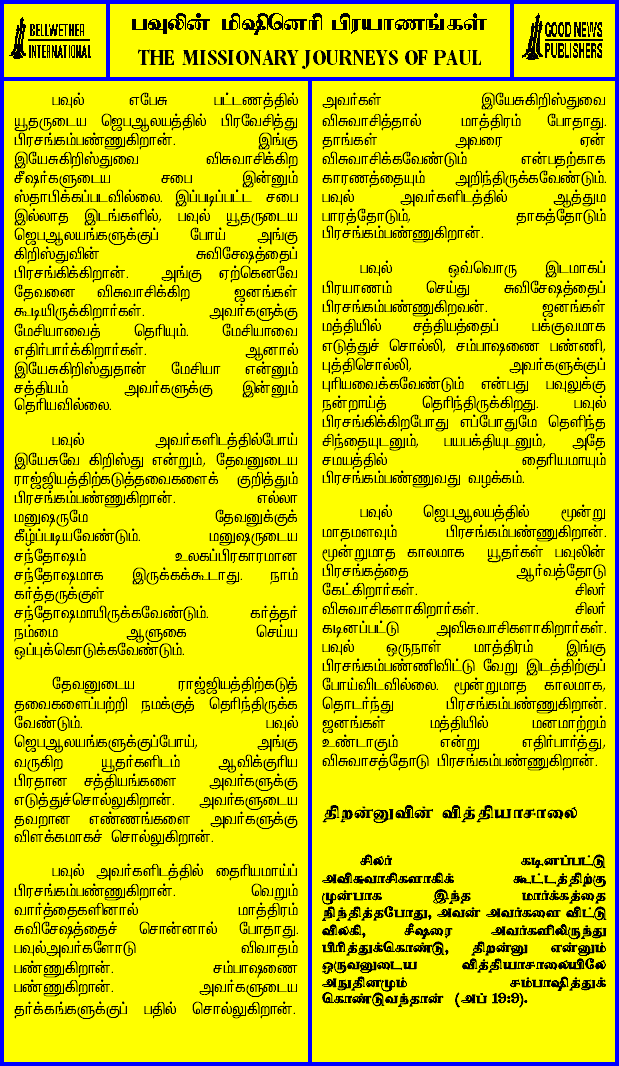 BELLWETHER
INTERNATIONAL
பவுலின் மிஷினெரி பிரயாணங்கள்
THE MISSIONARY JOURNEYS OF PAUL
GOOD NEWS
PUBLISHERS
பவுல் எபேசு பட்டணத்தில்
யூதருடைய ஜெபஆலயத்தில் பிரவேசித்து
பிரசங்கம்பண்ணுகிறான். இங்கு
இயேசுகிறிஸ்துவை விசுவாசிக்கிற
சீஷர்களுடைய சபை இன்னும்
ஸ்தாபிக்கப்படவில்லை. இப்படிப்பட்ட சபை
இல்லாத இடங்களில், பவுல் யூதருடைய
ஜெபஆலயங்களுக்குப் போய் அங்கு
கிறிஸ்துவின் சுவிசேஷத்தைப்
பிரசங்கிக்கிறான். அங்கு ஏற்கெனவே
தேவனை விசுவாசிக்கிற ஜனங்கள்
கூடியிருக்கிறார்கள். அவர்களுக்கு
மேசியாவைத் தெரியும். மேசியாவை
எதிர்பார்க்கிறார்கள். ஆனால்
இயேசுகிறிஸ்துதான் மேசியா என்னும்
சத்தியம் அவர்களுக்கு இன்னும்
தெரியவில்லை.
பவுல் அவர்களிடத்தில்போய்
இயேசுவே கிறிஸ்து என்றும், தேவனுடைய
ராஜ்ஜியத்திற்கடுத்தவைகளைக் குறித்தும்
பிரசங்கம்பண்ணுகிறான். எல்லா
மனுஷருமே தேவனுக்குக்
கீழ்ப்படியவேண்டும். மனுஷருடைய
சந்தோஷம் உலகப்பிரகாரமான
சந்தோஷமாக இருக்கக்கூடாது. நாம்
கர்த்தருக்குள்
சந்தோஷமாயிருக்கவேண்டும். கர்த்தர்
நம்மை ஆளுகை செய்ய
ஒப்புக்கொடுக்கவேண்டும்.
தேவனுடைய ராஜ்ஜியத்திற்கடுத்
தவைகளைப்பற்றி நமக்குத் தெரிந்திருக்க
வேண்டும். பவுல்
ஜெபஆலயங்களுக்குப்போய், அங்கு
வருகிற யூதர்களிடம் ஆவிக்குரிய
பிரதான சத்தியங்களை அவர்களுக்கு
எடுத்துச்சொல்லுகிறான். அவர்களுடைய
தவறான எண்ணங்களை அவர்களுக்கு
விளக்கமாகச் சொல்லுகிறான்.
பவுல் அவர்களிடத்தில் தைரியமாய்ப்
பிரசங்கம்பண்ணுகிறான். வெறும்
வார்த்தைகளினால் மாத்திரம்
சுவிசேஷத்தைச் சொன்னால் போதாது.
பவுல்அவர்களோடு விவாதம்
பண்ணுகிறான். சம்பாஷணை
பண்ணுகிறான். அவர்களுடைய
தர்க்கங்களுக்குப் பதில் சொல்லுகிறான்.
அவர்கள் இயேசுகிறிஸ்துவை
விசுவாசித்தால் மாத்திரம் போதாது.
தாங்கள் அவரை ஏன்
விசுவாசிக்கவேண்டும் என்பதற்காக
காரணத்தையும் அறிந்திருக்கவேண்டும்.
பவுல் அவர்களிடத்தில் ஆத்தும
பாரத்தோடும், தாகத்தோடும்
பிரசங்கம்பண்ணுகிறான்.
பவுல் ஒவ்வொரு இடமாகப்
பிரயாணம் செய்து சுவிசேஷத்தைப்
பிரசங்கம்பண்ணுகிறவன். ஜனங்கள்
மத்தியில் சத்தியத்தைப் பக்குவமாக
எடுத்துச் சொல்லி, சம்பாஷணை பண்ணி,
புத்திசொல்லி, அவர்களுக்குப்
புரியவைக்கவேண்டும் என்பது பவுலுக்கு
நன்றாய்த் தெரிந்திருக்கிறது. பவுல்
பிரசங்கிக்கிறபோது எப்போதுமே தெளிந்த
சிந்தையுடனும், பயபக்தியுடனும், அதே
சமயத்தில் தைரியமாயும்
பிரசங்கம்பண்ணுவது வழக்கம்.
பவுல் ஜெபஆலயத்தில் மூன்று
மாதமளவும் பிரசங்கம்பண்ணுகிறான்.
மூன்றுமாத காலமாக யூதர்கள் பவுலின்
பிரசங்கத்தை ஆர்வத்தோடு
கேட்கிறார்கள். சிலர்
விசுவாசிகளாகிறார்கள். சிலர்
கடினப்பட்டு அவிசுவாசிகளாகிறார்கள்.
பவுல் ஒருநாள் மாத்திரம் இங்கு
பிரசங்கம்பண்ணிவிட்டு வேறு இடத்திற்குப்
போய்விடவில்லை. மூன்றுமாத காலமாக,
தொடர்ந்து பிரசங்கம்பண்ணுகிறான்.
ஜனங்கள் மத்தியில் மனமாற்றம்
உண்டாகும் என்று எதிர்பார்த்து,
விசுவாசத்தோடு பிரசங்கம்பண்ணுகிறான்.
திறன்னுவின் வித்தியாசாலை
சிலர் கடினப்பட்டு
அவிசுவாசிகளாகிக் கூட்டத்திற்கு
முன்பாக இந்த மார்க்கத்தை
நிந்தித்தபோது, அவன் அவர்களை விட்டு
விலகி, சீஷரை அவர்களிலிருந்து
பிரித்துக்கொண்டு, திறன்னு என்னும்
ஒருவனுடைய வித்தியாசாலையிலே
அநுதினமும் சம்பாஷித்துக்
கொண்டுவந்தான் (அப் 19:9).